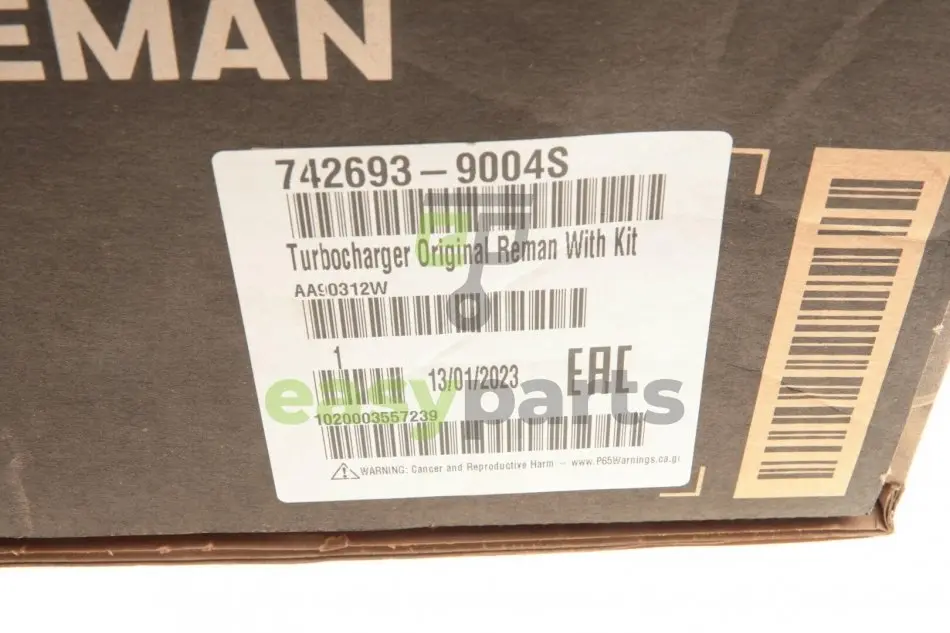 EMAN
742693-9004S
Turbocharger Original Reman With Kit
AA90312W
1
13/01/2023
EAC
easyparts
1020003557239
WARNING: Cancer and Reproductive Harm - www.P65Warnings.ca.g